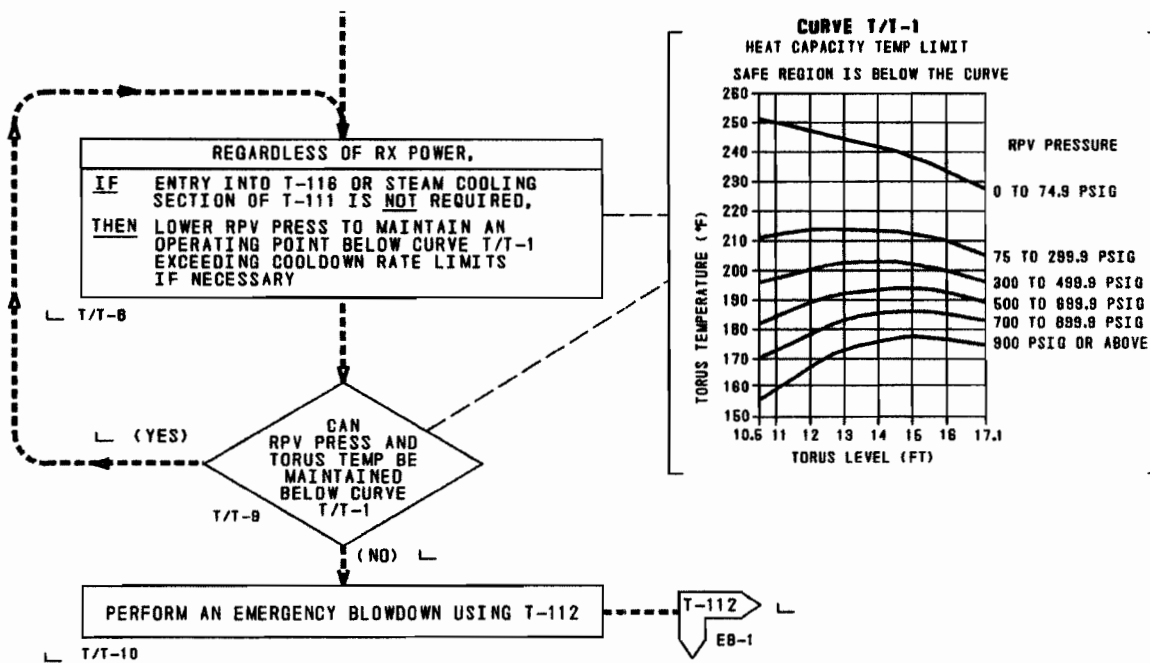 REGARDLESS OF RX POWER,
IF ENTRY INTO T-116 OR STEAM COOLING
SECTION OF T-111 IS NOT REQUIRED,
THEN LOWER RPV PRESS TO MAINTAIN AN
OPERATING POINT BELOW CURVE T/T-1
EXCEEDING COOLDOWN RATE LIMITS
IF NECESSARY
T/T-8
(YES)
CAN
RPV PRESS AND
TORUS TEMP BE
MAINTAINED
BELOW CURVE
T/T-1
T/T-9
(NO)
PERFORM AN EMERGENCY BLOWDOWN USING T-112
T/T-10
T-112
EB-1
CURVE T/T-1
HEAT CAPACITY TEMP LIMIT
SAFE REGION IS BELOW THE CURVE
TORUS TEMPERATURE (°F)
260
250
240
230
220
210
200
190
180
170
160
150
10.5 11 12 13 14 15 16 17.1
TORUS LEVEL (FT)
RPV PRESSURE
0 TO 74.9 PSIG
75 TO 299.9 PSIG
300 TO 499.9 PSIG
500 TO 699.9 PSIG
700 TO 899.9 PSIG
900 PSIG OR ABOVE